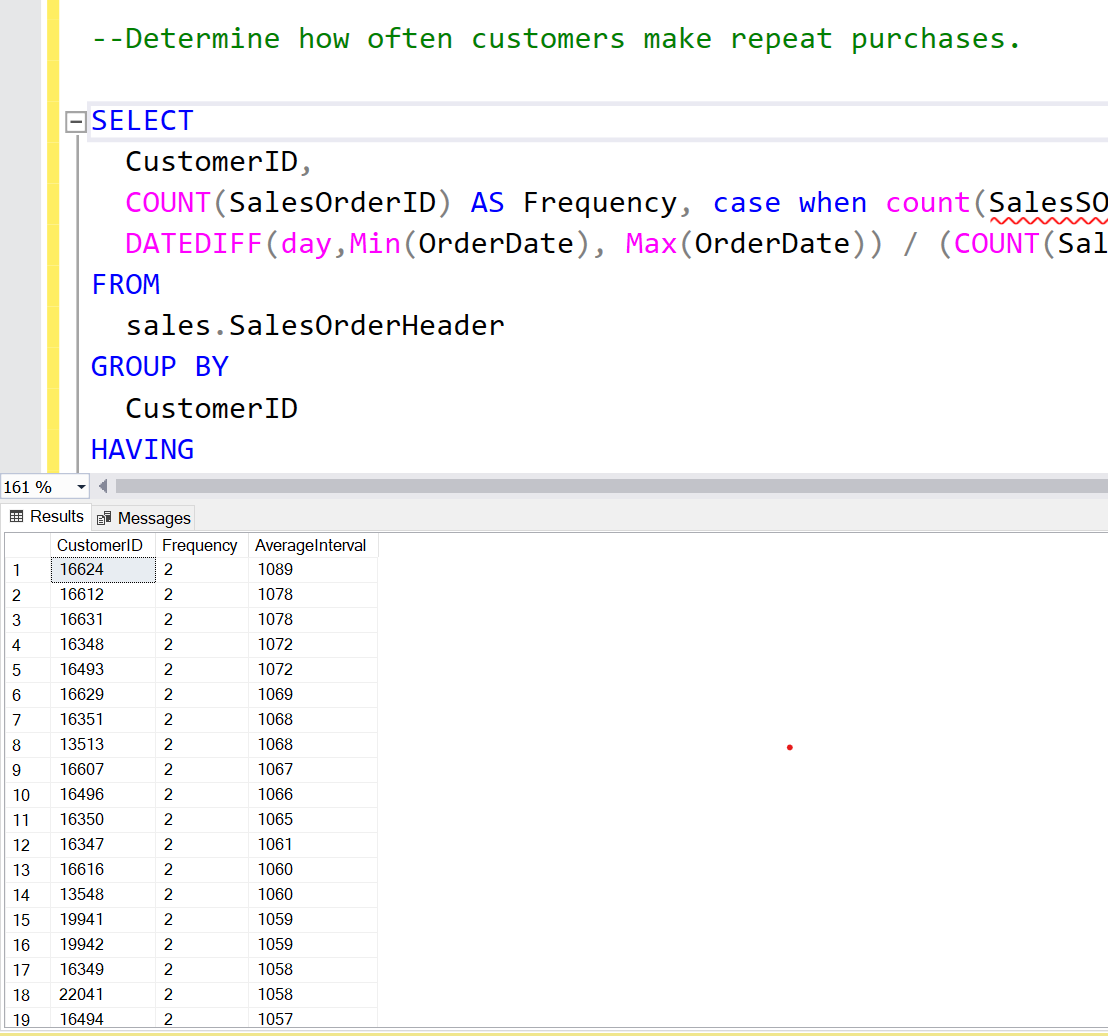 --Determine how often customers make repeat purchases.
SELECT
CustomerID,
COUNT(SalesOrderID) AS Frequency, case when count(SalesSO
DATEDIFF(day,Min(OrderDate), Max(OrderDate)) / (COUNT(Sal
FROM
sales.SalesOrderHeader
GROUP BY
CustomerID
HAVING
161 %
Results Messages
CustomerID Frequency AverageInterval
1 16624 2 1089
2 16612 2 1078
3 16631 2 1078
4 16348 2 1072
5 16493 2 1072
6 16629 2 1069
7 16351 2 1068
8 13513 2 1068
9 16607 2 1067
10 16496 2 1066
11 16350 2 1065
12 16347 2 1061
13 16616 2 1060
14 13548 2 1060
15 19941 2 1059
16 19942 2 1059
17 16349 2 1058
18 22041 2 1058
19 16494 2 1057